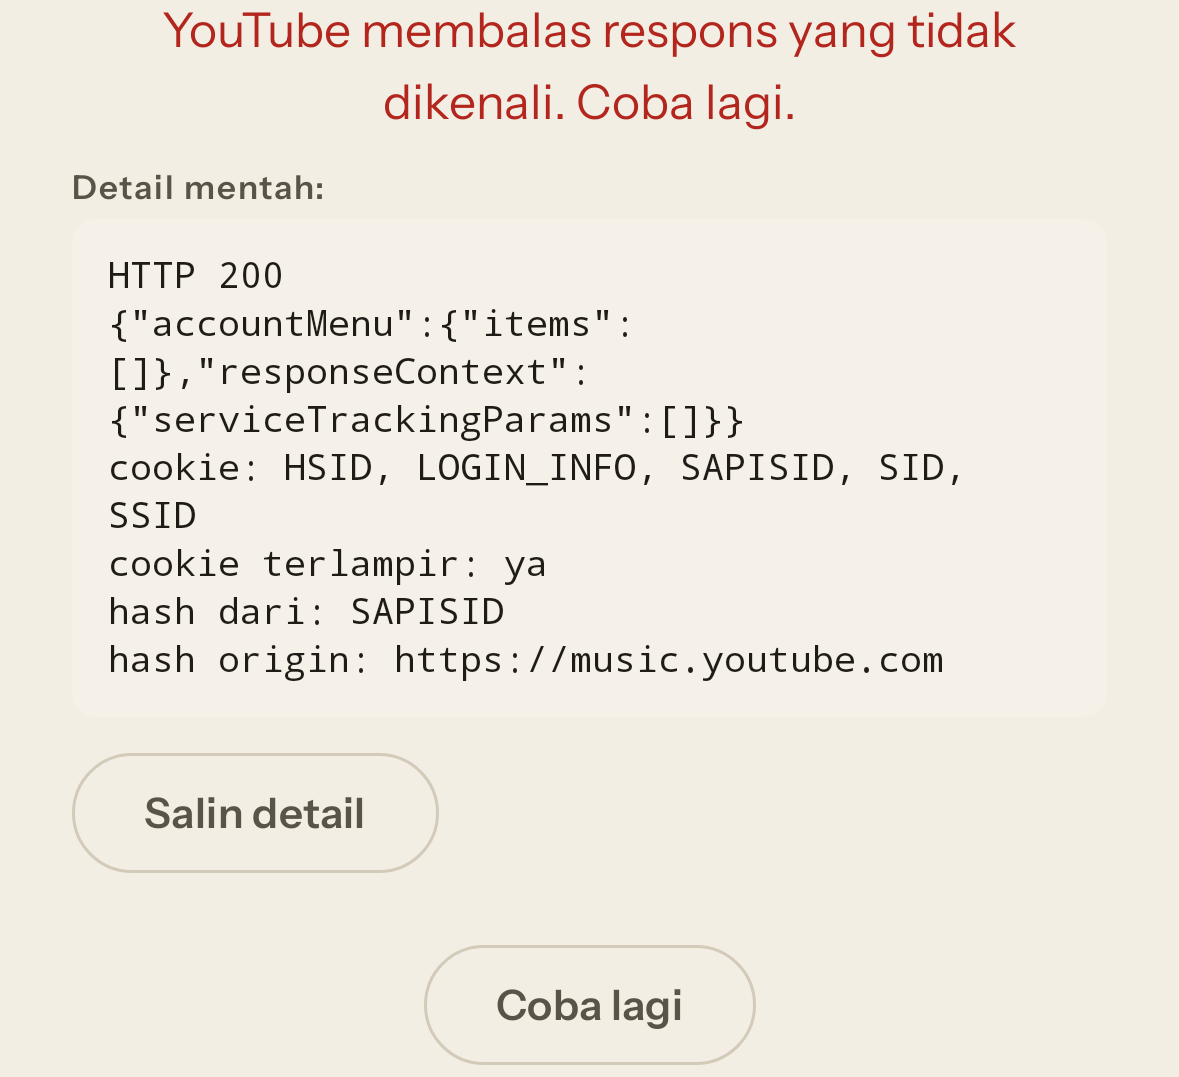 YouTube membalas respons yang tidak
dikenali. Coba lagi.
Detail mentah:
HTTP 200
{"accountMenu":{"items":
[]},"responseContext":
{"serviceTrackingParams":[]}}
cookie: HSID, LOGIN_INFO, SAPISID, SID,
SSID
cookie terlampir: ya
hash dari: SAPISID
hash origin: https://music.youtube.com
Salin detail
Coba lagi